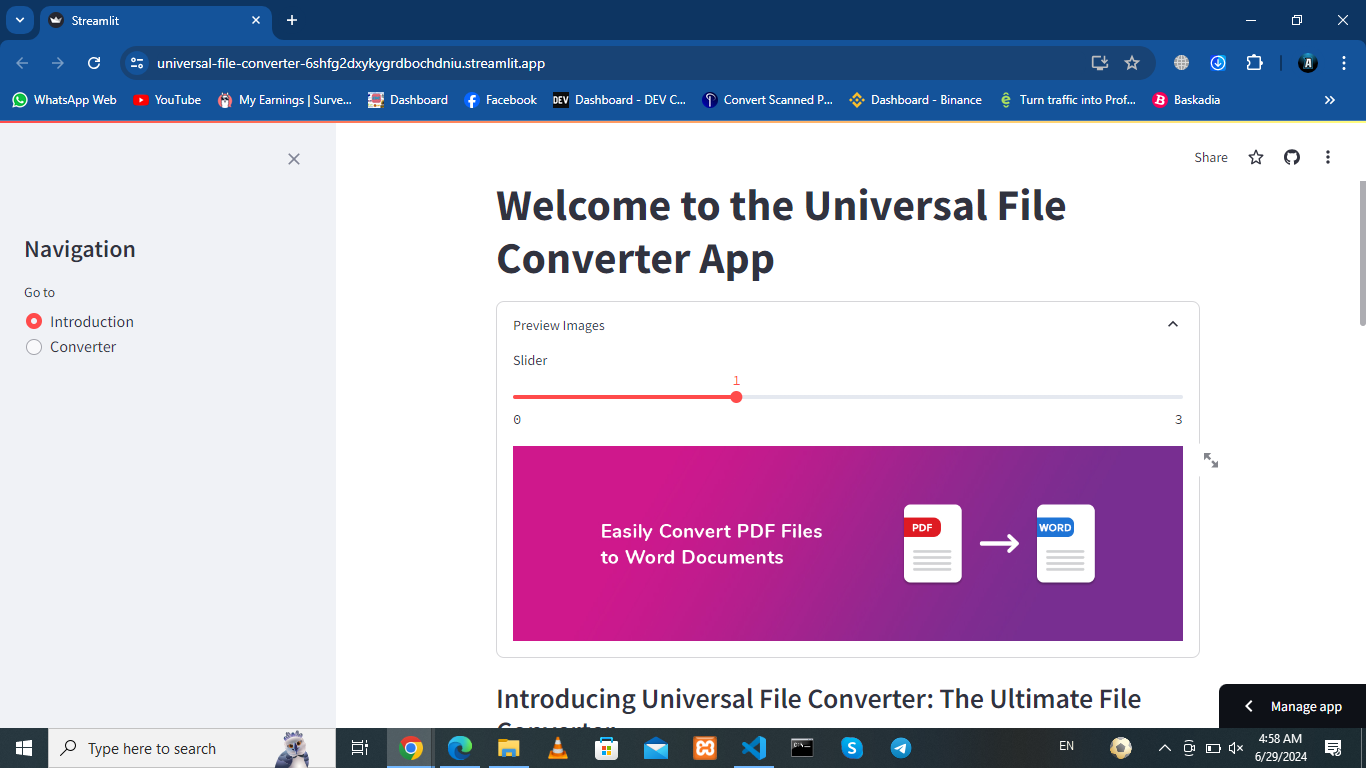 Streamlit
universal-file-converter-6shfg2dxykygrdbochdniu.streamlit.app
A
WhatsApp Web
YouTube
My Earnings | Surve...
Dashboard
Facebook
DEV
Dashboard - DEV C...
Convert Scanned P...
Dashboard - Binance
Turn traffic into Prof...
Baskadia
Share
Navigation
Go to
Introduction
Converter
Welcome to the Universal File
Converter App
Preview Images
Slider
1
0
3
Easily Convert PDF Files
to Word Documents
PDF
WORD
Introducing Universal File Converter: The Ultimate File
Converter
Manage app
Type here to search
EN
4:58 AM
6/29/2024